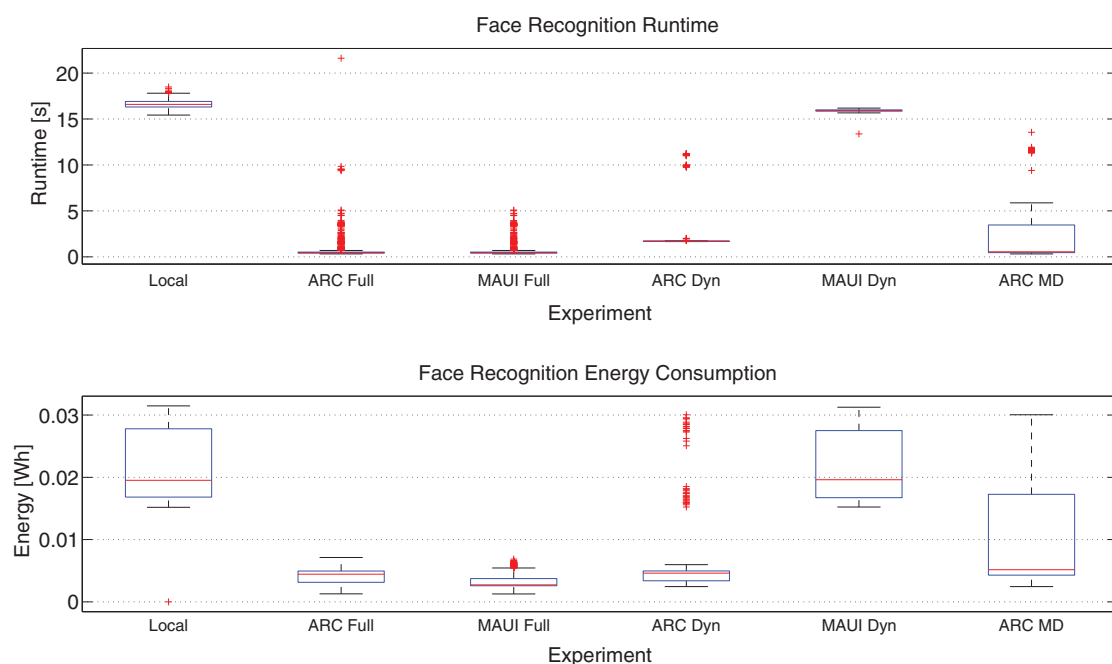 Face Recognition Runtime
Runtime [s]
20
15
10
5
0
Local ARC Full MAUI Full ARC Dyn MAUI Dyn ARC MD
Experiment
Face Recognition Energy Consumption
Energy [Wh]
0.03
0.02
0.01
0
Local ARC Full MAUI Full ARC Dyn MAUI Dyn ARC MD
Experiment